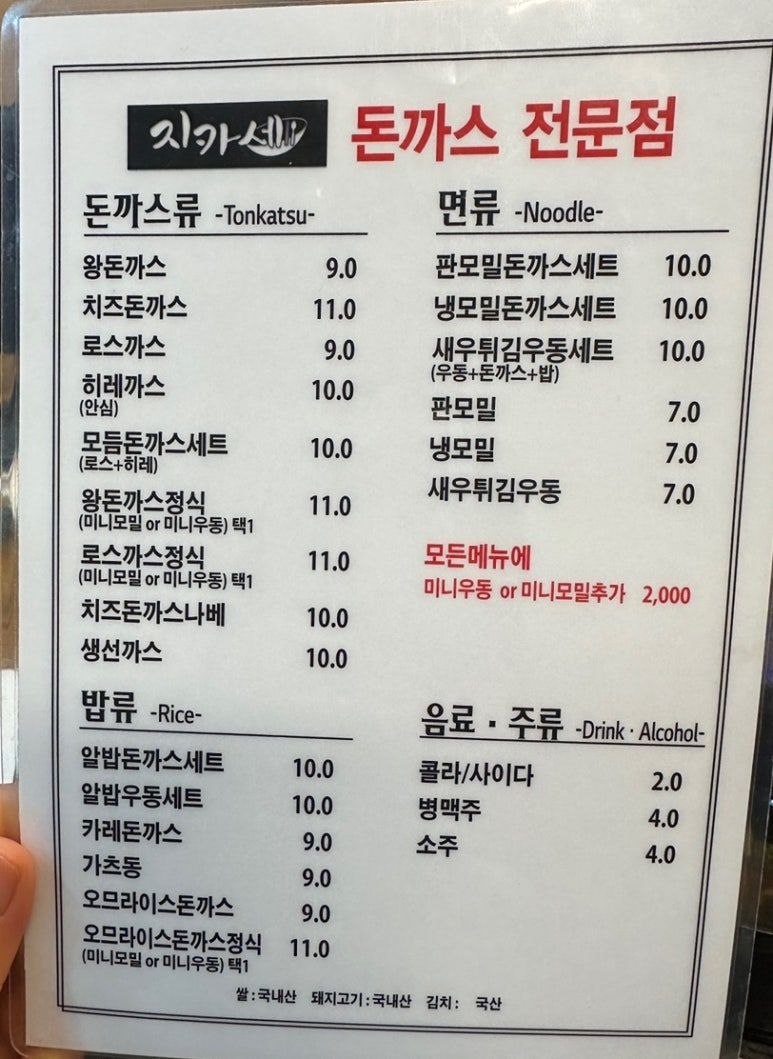 지카세 돈까스 전문점
돈까스류 -Tonkatsu-
왕돈까스 9.0
치즈돈까스 11.0
로스까스 9.0
히레까스 10.0
(안심)
모듬돈까스세트 10.0
(로스+히레)
왕돈까스정식 11.0
(미니모밀 or 미니우동) 택1
로스까스정식 11.0
(미니모밀 or 미니우동) 택1
치즈돈까스나베 10.0
생선까스 10.0
밥류 -Rice-
알밥돈까스세트 10.0
알밥우동세트 10.0
카레돈까스 9.0
가츠동 9.0
오므라이스돈까스 9.0
오므라이스돈까스정식 11.0
(미니모밀 or 미니우동) 택1
면류 -Noodle-
판모밀돈까스세트 10.0
냉모밀돈까스세트 10.0
새우튀김우동세트 10.0
(우동+돈까스+밥)
판모밀 7.0
냉모밀 7.0
새우튀김우동 7.0
모든메뉴에
미니우동 or 미니모밀추가 2,000
음료 · 주류 -Drink · Alcohol-
콜라/사이다 2.0
병맥주 4.0
소주 4.0
쌀 : 국내산 돼지고기 : 국내산 김치 : 국산